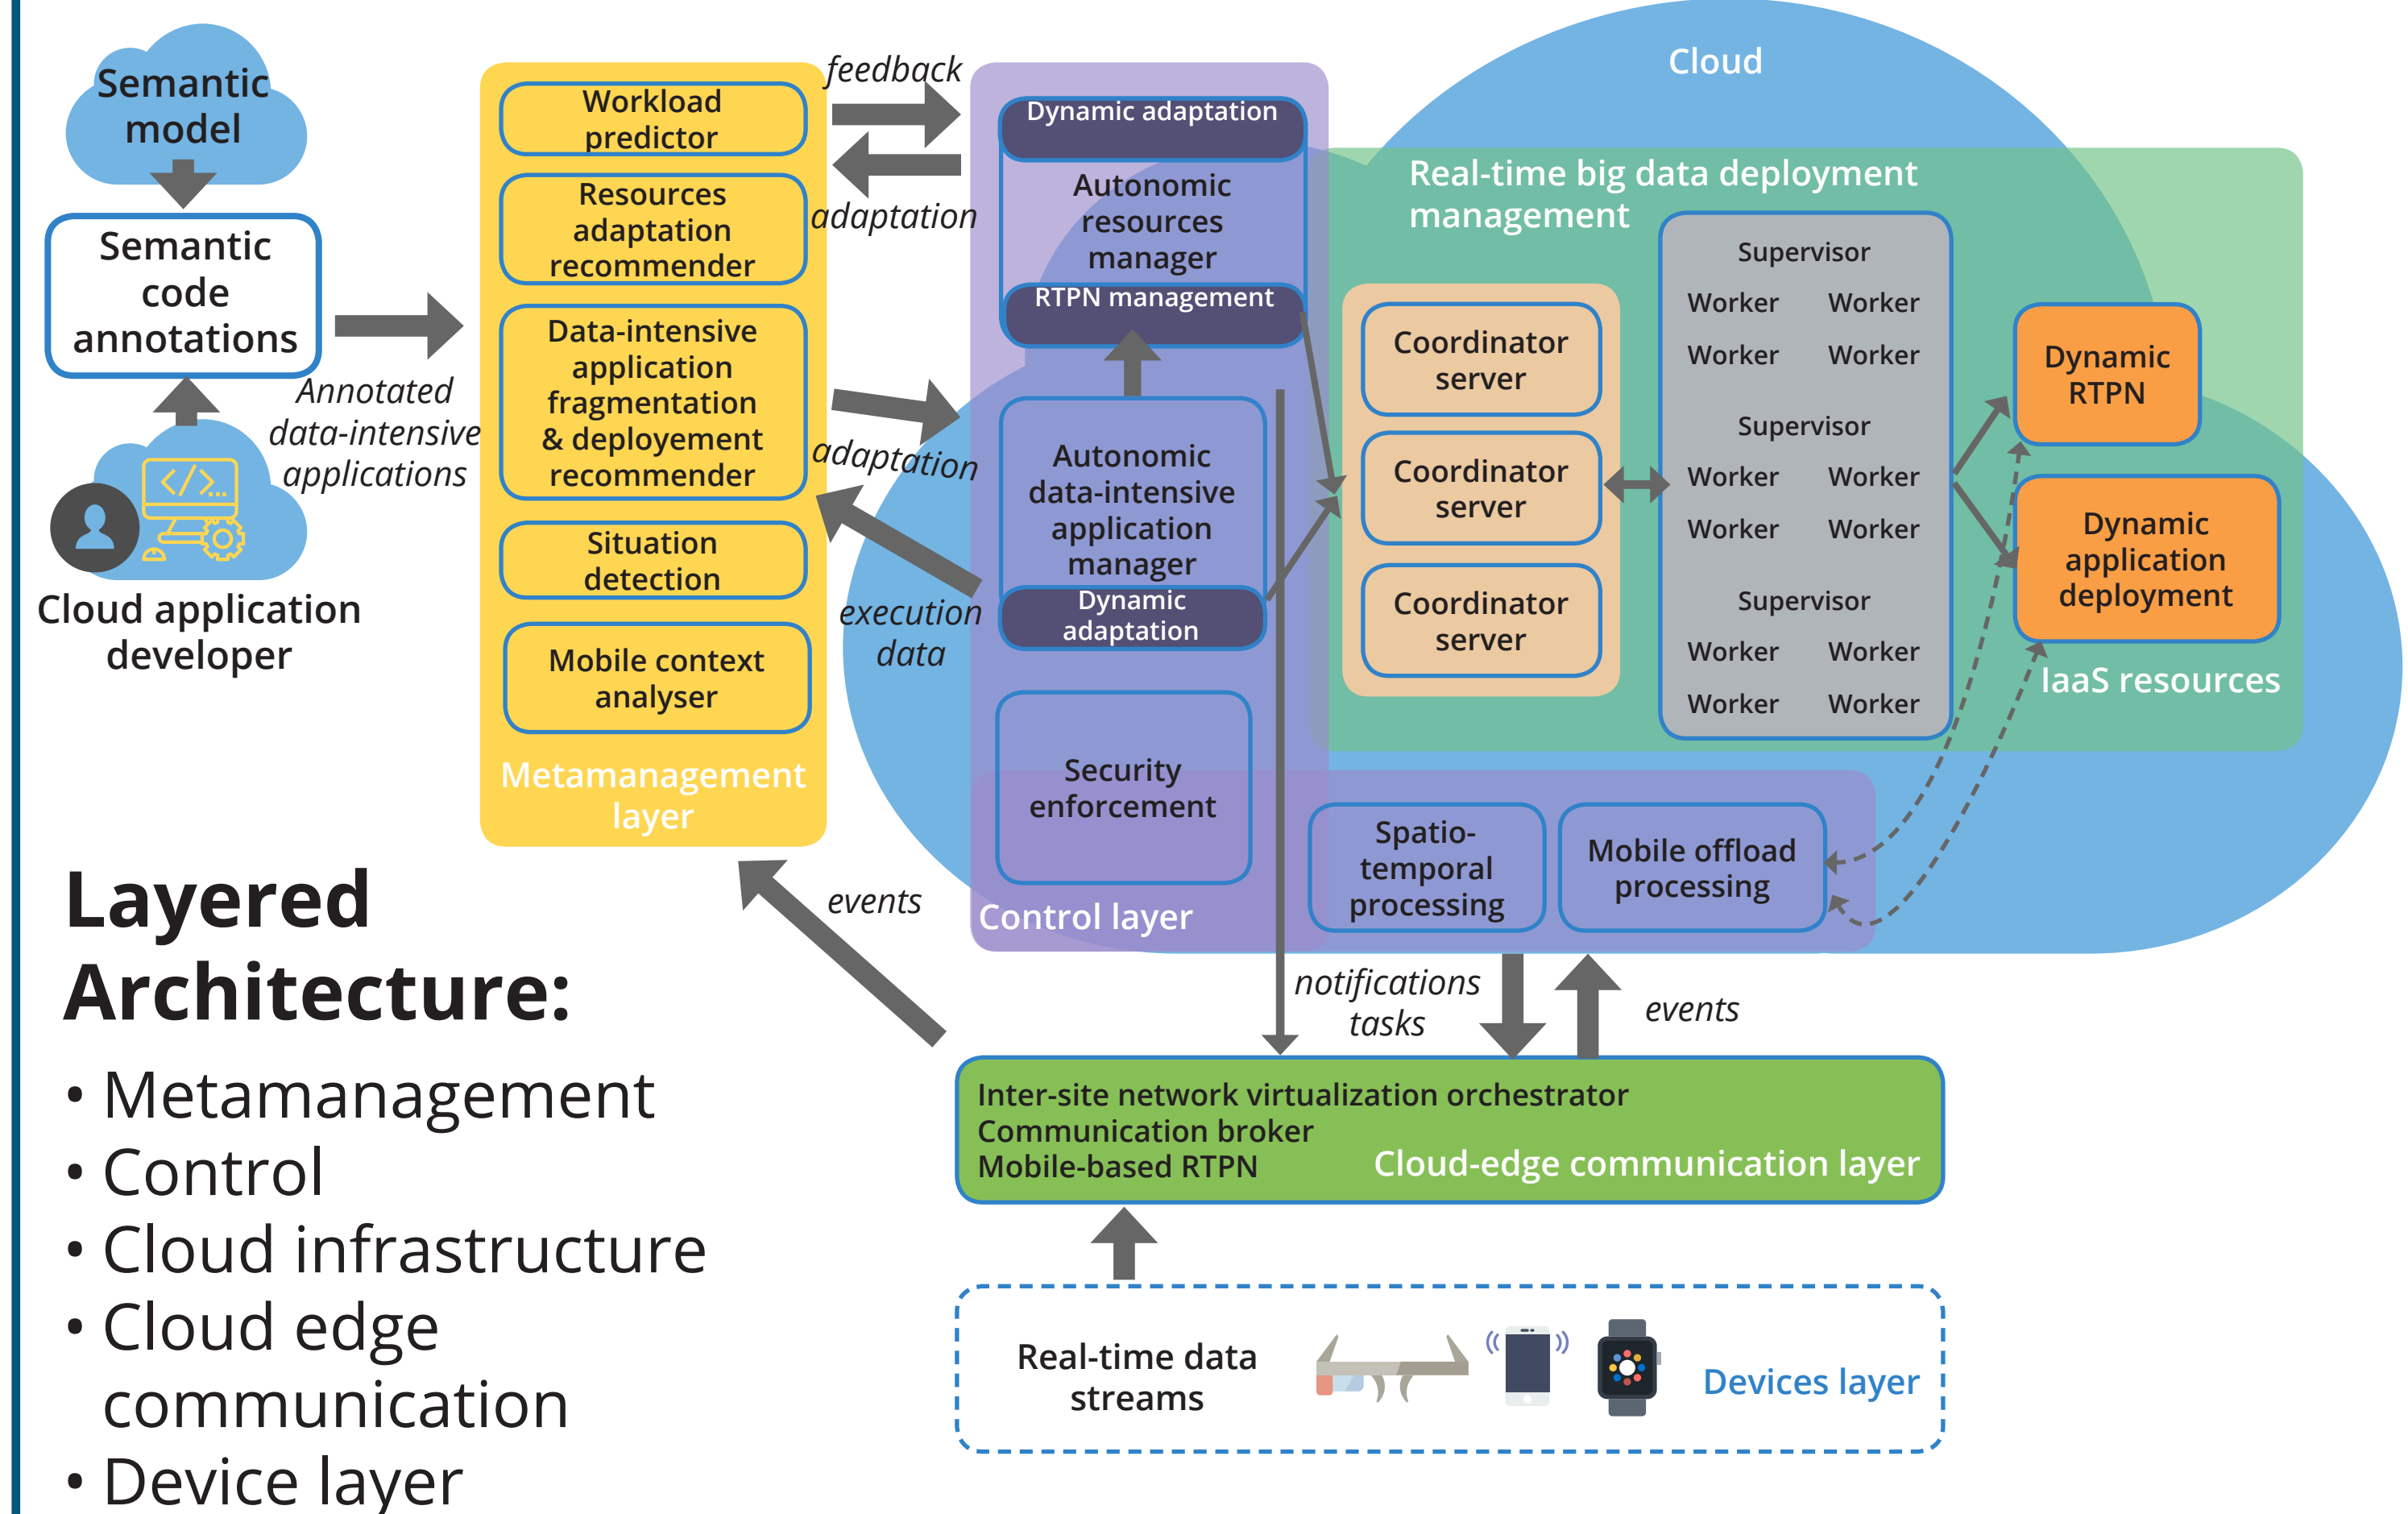 Semantic
model
Semantic
code
annotations
Annotated
data-intensive
applications
</>...
Cloud application
developer
Workload
predictor
Resources
adaptation
recommender
Data-intensive
application
fragmentation
& deployement
recommender
Situation
detection
Mobile context
analyser
Metamanagement
layer
feedback
adaptation
adaptation
execution
data
events
Dynamic adaptation
Autonomic
resources
manager
RTPN management
Autonomic
data-intensive
application
manager
Dynamic
adaptation
Security
enforcement
Control layer
Cloud
Real-time big data deployment
management
Coordinator
server
Coordinator
server
Coordinator
server
Supervisor
Worker Worker
Worker Worker
Supervisor
Worker Worker
Worker Worker
Supervisor
Worker Worker
Worker Worker
Dynamic
RTPN
Dynamic
application
deployment
IaaS resources
Spatio-
temporal
processing
Mobile offload
processing
notifications
tasks
events
Inter-site network virtualization orchestrator
Communication broker
Mobile-based RTPN
Cloud-edge communication layer
Real-time data
streams
Devices layer
Layered
Architecture:
• Metamanagement
• Control
• Cloud infrastructure
• Cloud edge
communication
• Device layer